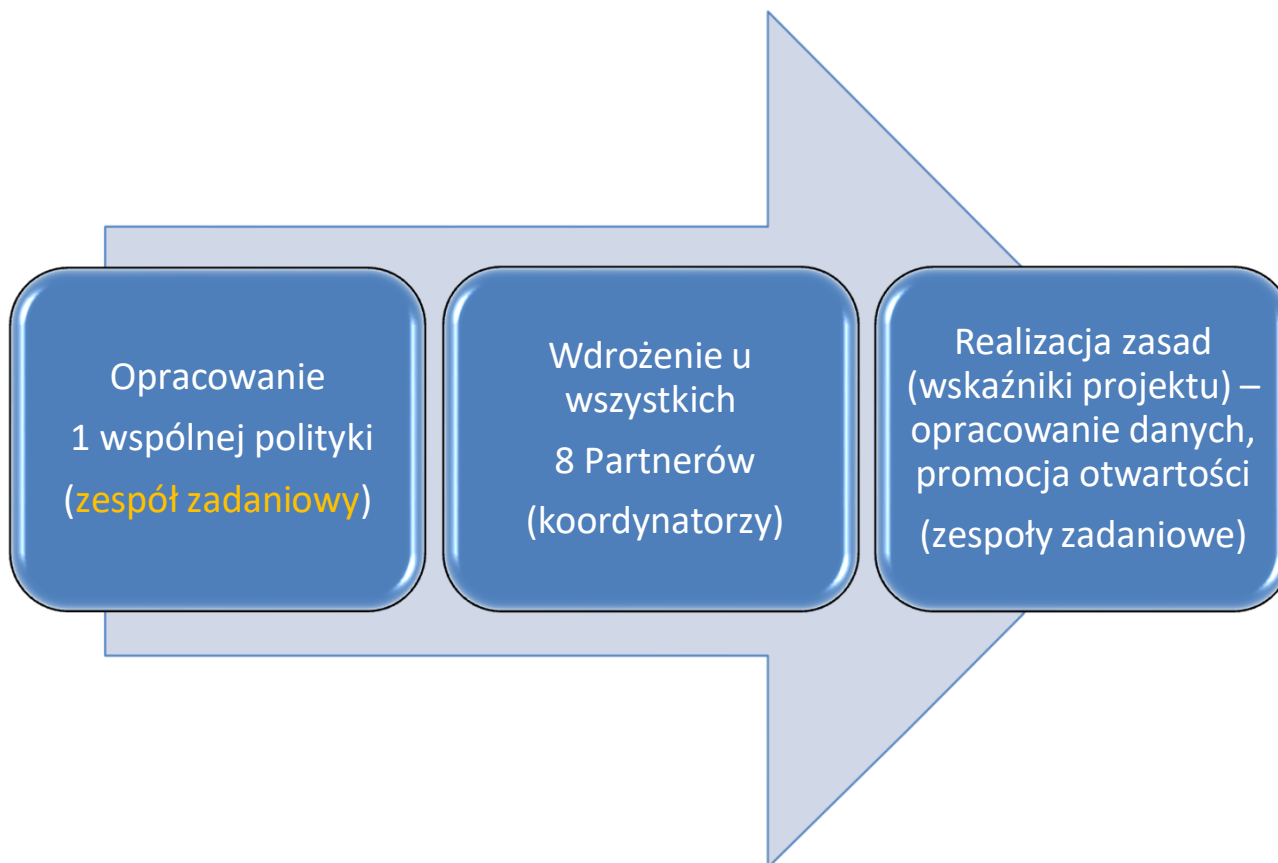 Opracowanie
1 wspólnej polityki
(zespół zadaniowy)
Wdrożenie u
wszystkich
8 Partnerów
(koordynatorzy)
Realizacja zasad
(wskaźniki projektu) –
opracowanie danych,
promocja otwartości
(zespoły zadaniowe)